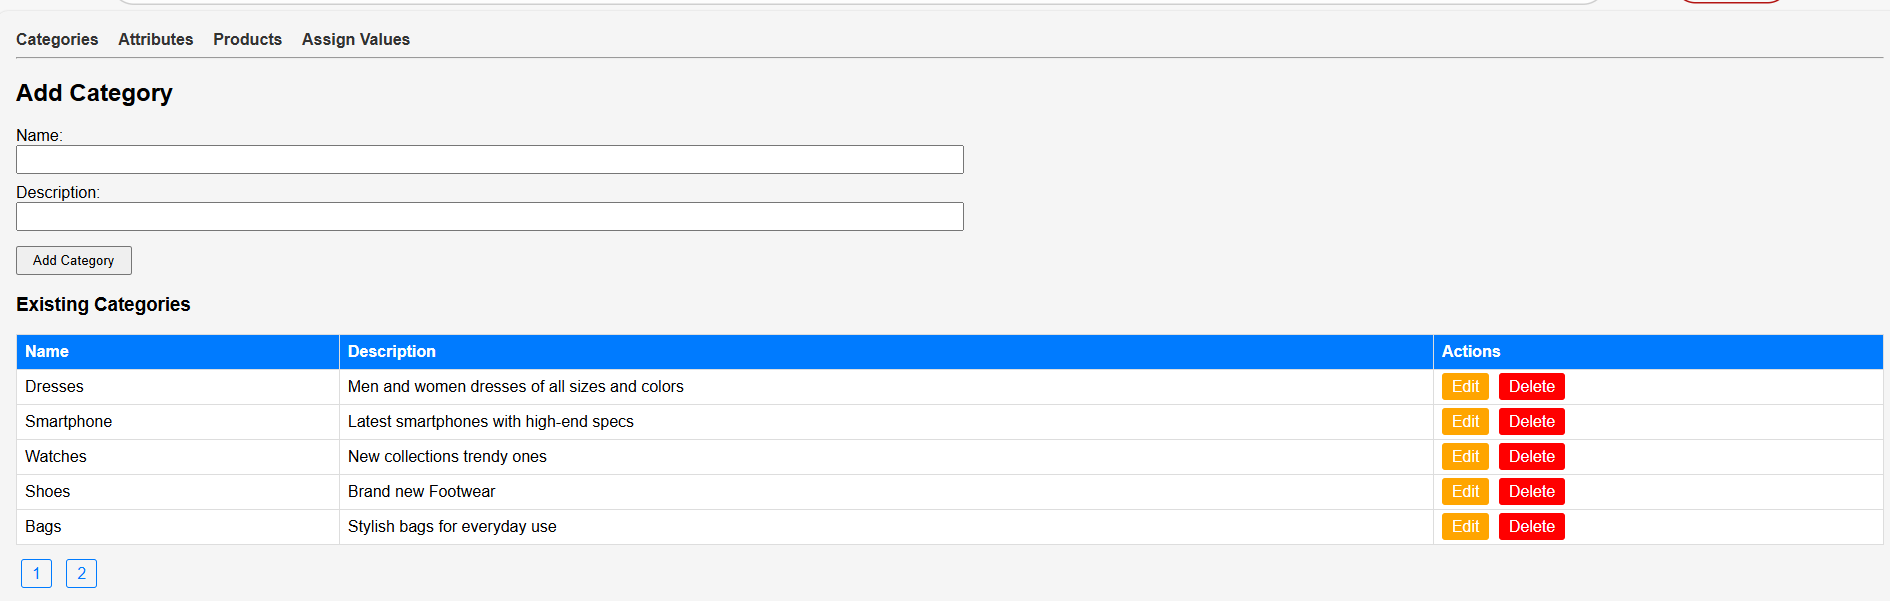 Categories Attributes Products Assign Values
Add Category
Name:
Description:
Add Category
Existing Categories
Name Description Actions
Dresses Men and women dresses of all sizes and colors Edit Delete
Smartphone Latest smartphones with high-end specs Edit Delete
Watches New collections trendy ones Edit Delete
Shoes Brand new Footwear Edit Delete
Bags Stylish bags for everyday use Edit Delete
1 2